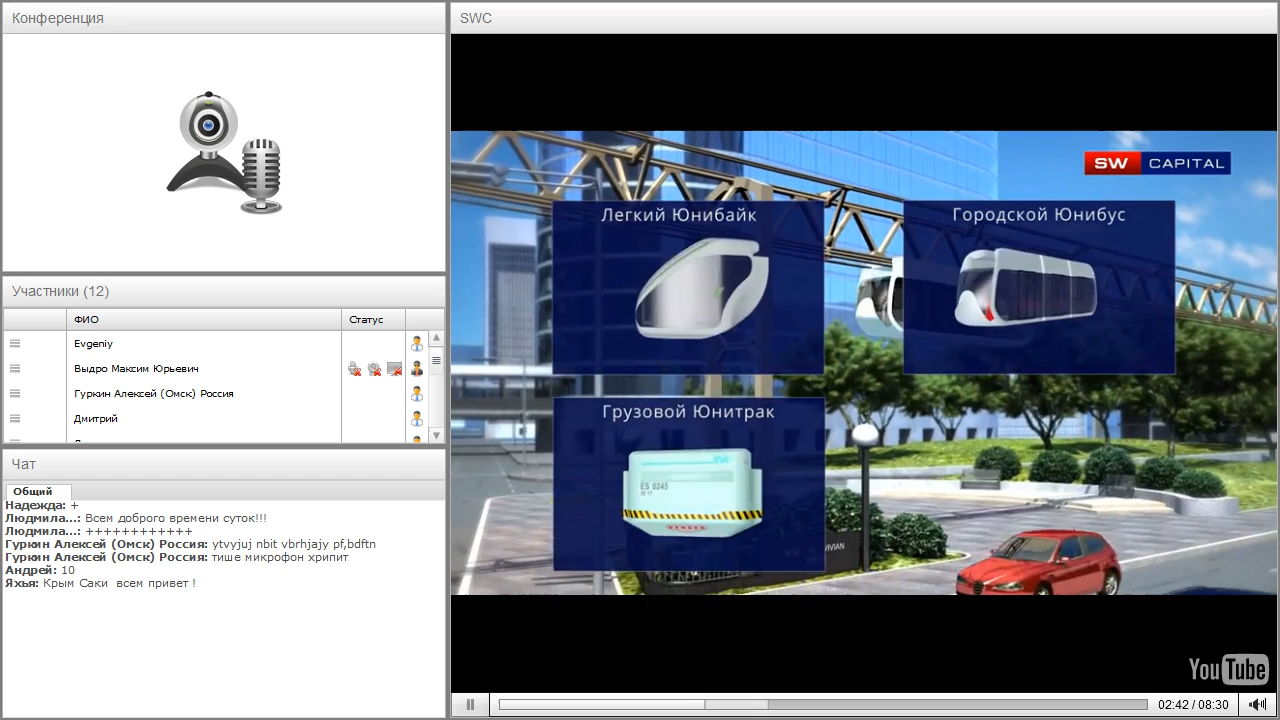 Конференция
Участники (12)
ФИО
Статус
Evgeniy
Выдро Максим Юрьевич
Гуркин Алексей (Омск) Россия
Дмитрий
Чат
Общий
Надежда: +
Людмила...: Всем доброго времени суток!!!
Людмила...: ++++++++++++
Гуркин Алексей (Омск) Россия: ytvyjuj nbit vbrhjajy pf,bdftn
Гуркин Алексей (Омск) Россия: тише микрофон хрипит
Андрей: 10
Яхья: Крым Саки всем привет !
SWC
SW CAPITAL
Легкий Юнибайк
Городской Юнибус
Грузовой Юнитрак
SW
ES 0245
VIVIAN
YouTube
02:42 / 08:30